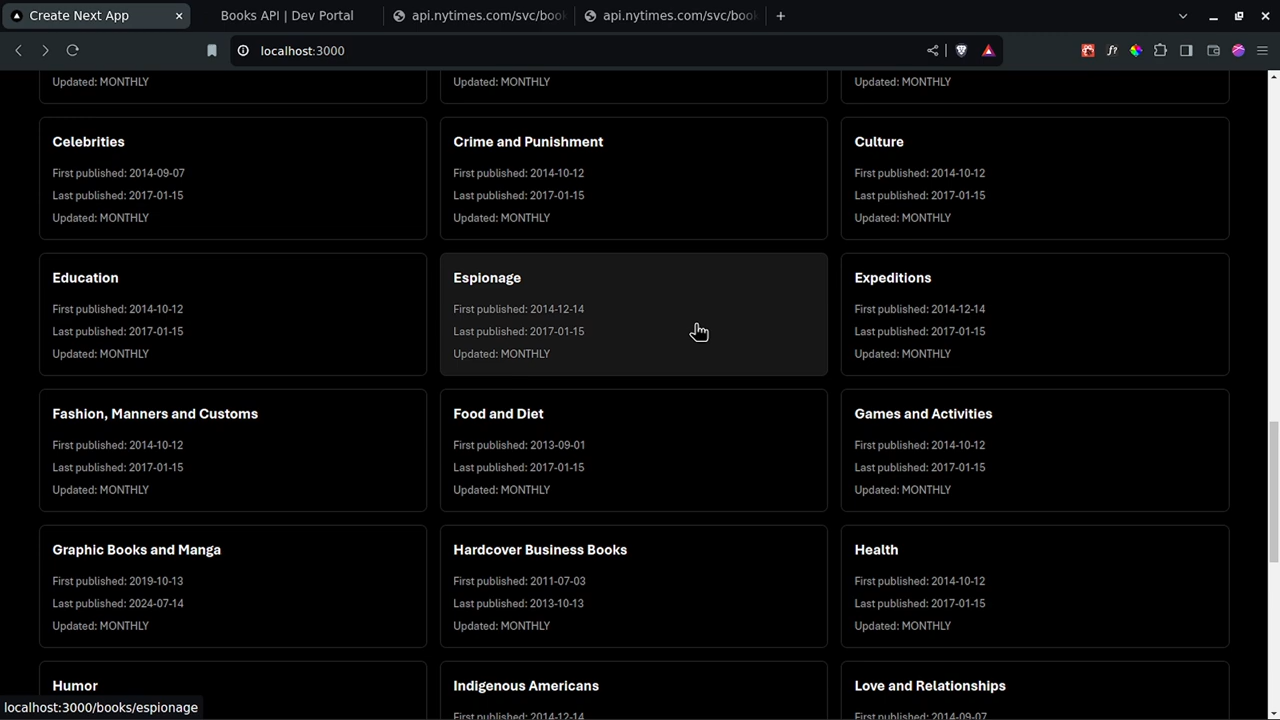 Create Next App
Books API | Dev Portal
api.nytimes.com/svc/book
api.nytimes.com/svc/book
localhost:3000
Updated: MONTHLY
Updated: MONTHLY
Updated: MONTHLY
Celebrities
First published: 2014-09-07
Last published: 2017-01-15
Updated: MONTHLY
Crime and Punishment
First published: 2014-10-12
Last published: 2017-01-15
Updated: MONTHLY
Culture
First published: 2014-10-12
Last published: 2017-01-15
Updated: MONTHLY
Education
First published: 2014-10-12
Last published: 2017-01-15
Updated: MONTHLY
Espionage
First published: 2014-12-14
Last published: 2017-01-15
Updated: MONTHLY
Expeditions
First published: 2014-12-14
Last published: 2017-01-15
Updated: MONTHLY
Fashion, Manners and Customs
First published: 2014-10-12
Last published: 2017-01-15
Updated: MONTHLY
Food and Diet
First published: 2013-09-01
Last published: 2017-01-15
Updated: MONTHLY
Games and Activities
First published: 2014-10-12
Last published: 2017-01-15
Updated: MONTHLY
Graphic Books and Manga
First published: 2019-10-13
Last published: 2024-07-14
Updated: MONTHLY
Hardcover Business Books
First published: 2011-07-03
Last published: 2013-10-13
Updated: MONTHLY
Health
First published: 2014-10-12
Last published: 2017-01-15
Updated: MONTHLY
Humor
Indigenous Americans
First published: 2014-12-14
Love and Relationships
First published: 2014-09-07
localhost:3000/books/espionage